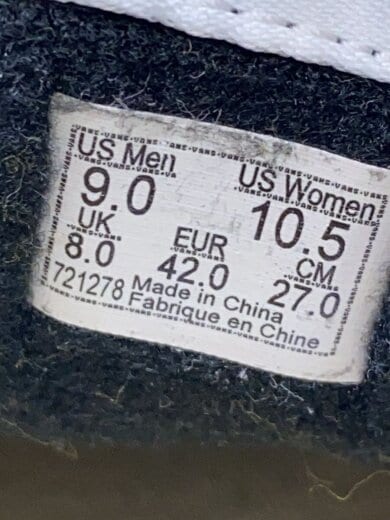 US Men US Women
9.0 10.5
UK EUR CM
8.0 42.0 27.0
721278 Made in China
Fabrique en Chine